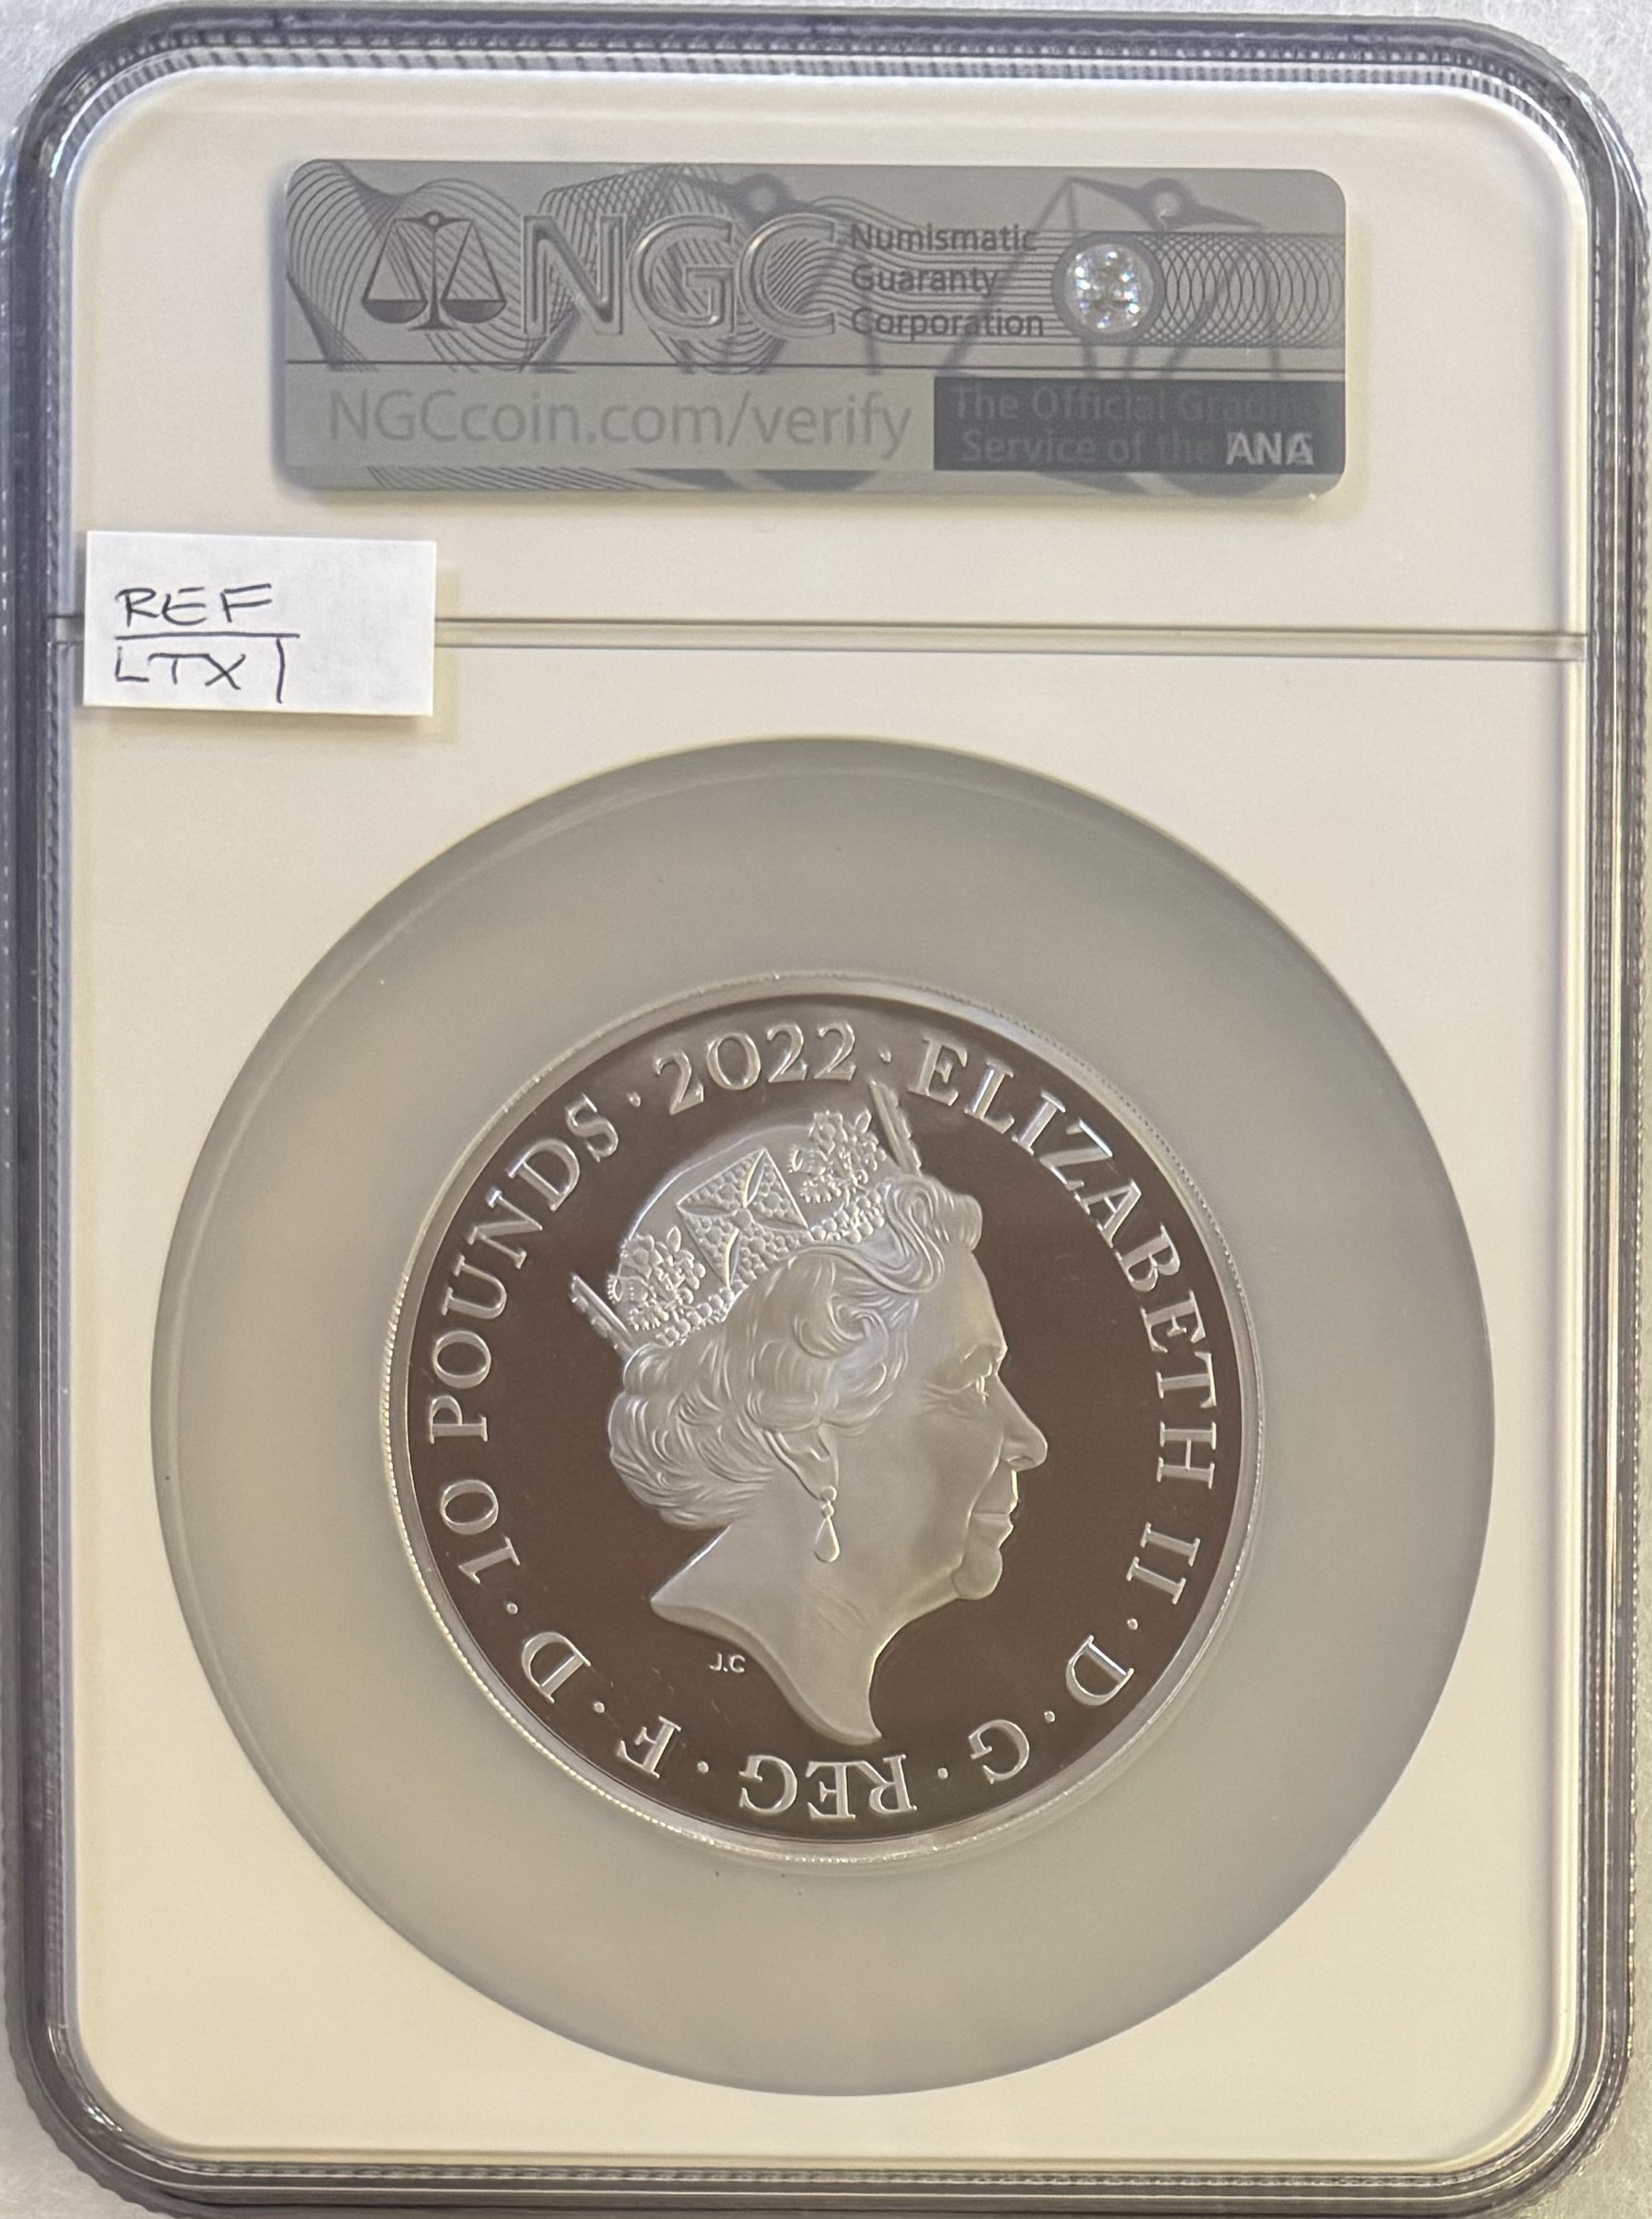 NGC
Numismatic
Guaranty
Corporation
NGCcoin.com/verify
The Official Grading
Service of the ANA
REF
LTX1
ELIZABETH II · D · G · REG · F · D · 10 POUNDS · 2022 ·
J.C